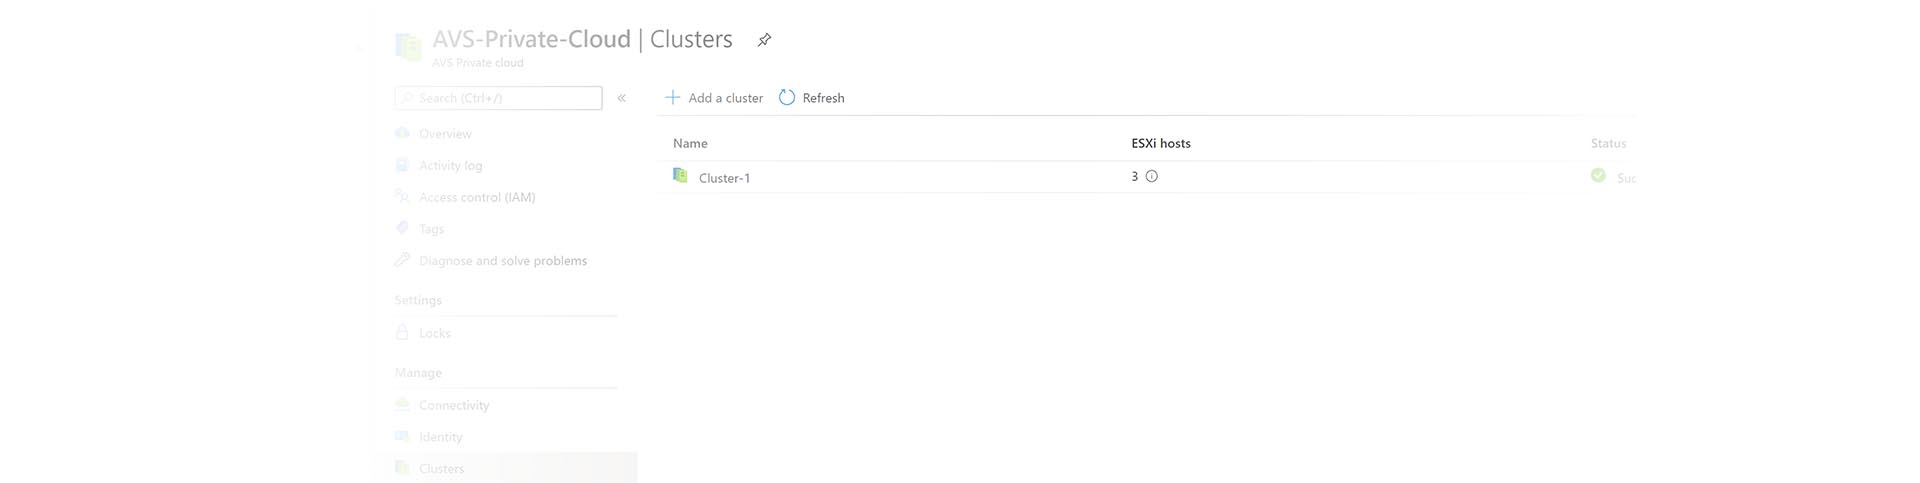 AVS-Private-Cloud | Clusters
AVS Private cloud
Search (Ctrl+/)
«
Add a cluster
Refresh
Overview
Activity log
Access control (IAM)
Tags
Diagnose and solve problems
Settings
Locks
Manage
Connectivity
Identity
Clusters
Name ESXi hosts Status
Cluster-1 3 Suc